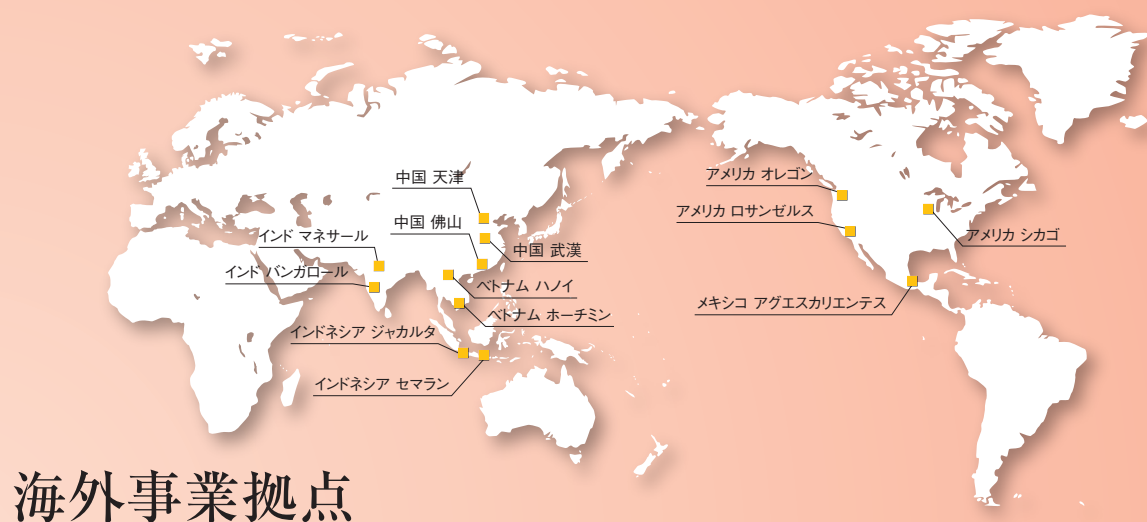 中国 天津
中国 佛山
中国 武漢
インド マネサール
インド バンガロール
ベトナム ハノイ
ベトナム ホーチミン
インドネシア ジャカルタ
インドネシア セマラン
アメリカ オレゴン
アメリカ ロサンゼルス
アメリカ シカゴ
メキシコ アグエスカリエンテス
海外事業拠点